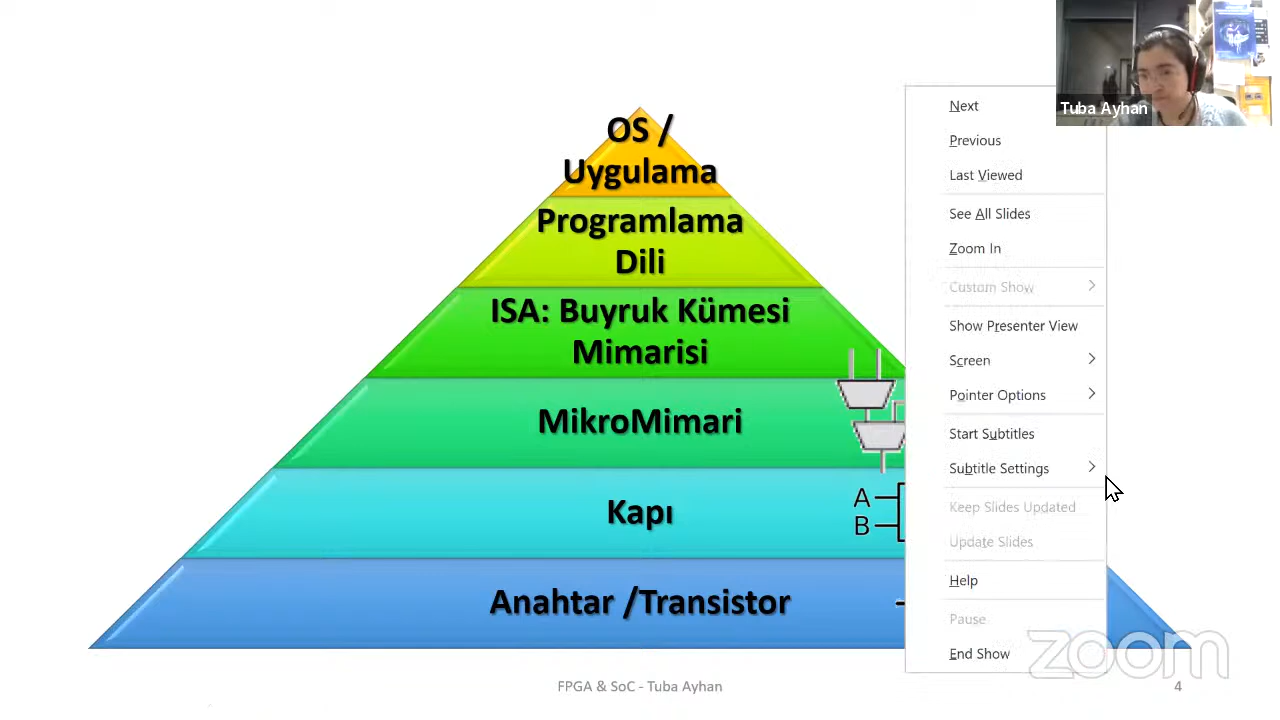 OS /
Uygulama
Programlama
Dili
ISA: Buyruk Kümesi
Mimarisi
MikroMimari
Kapı
A
B
Anahtar /Transistor
Next
Previous
Last Viewed
See All Slides
Zoom In
Custom Show
Show Presenter View
Screen
Pointer Options
Start Subtitles
Subtitle Settings
Keep Slides Updated
Update Slides
Help
Pause
End Show
Tuba Ayhan
zoom
FPGA & SoC - Tuba Ayhan
4